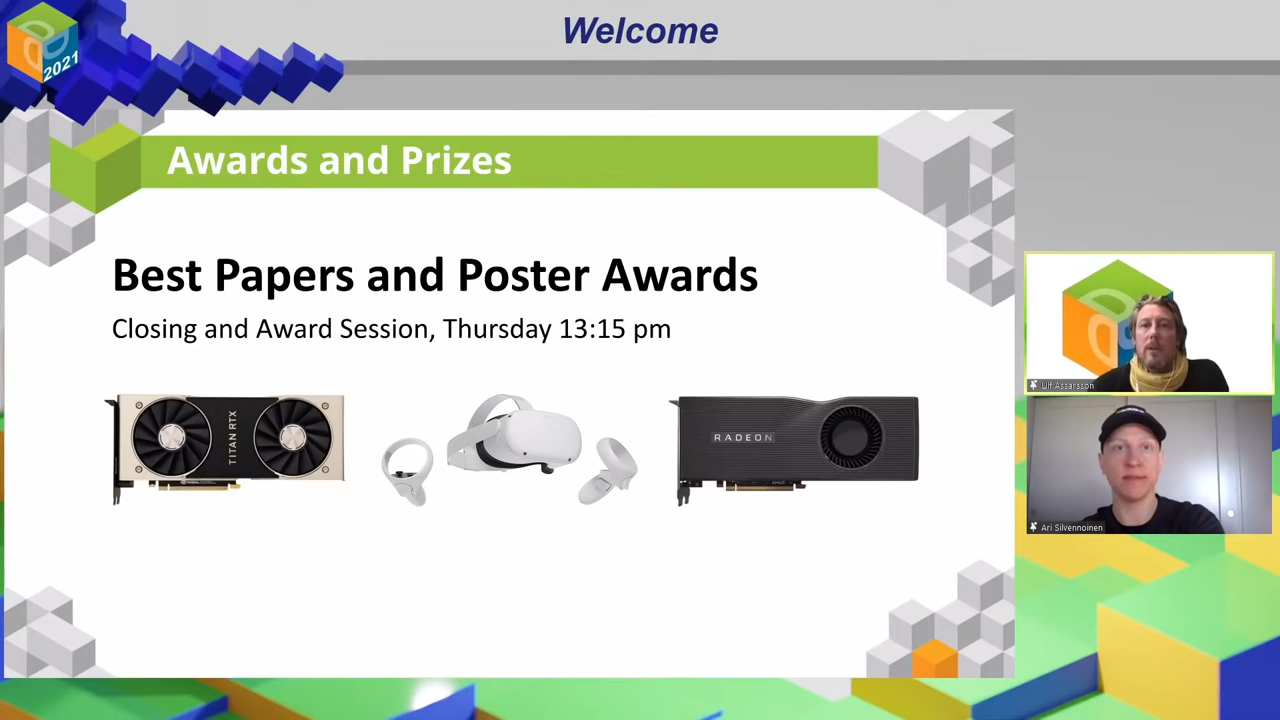 Welcome
2021
Awards and Prizes
Best Papers and Poster Awards
Closing and Award Session, Thursday 13:15 pm
TITAN RTX
RADEON
Ulf Assarsson
Ari Silvennoinen